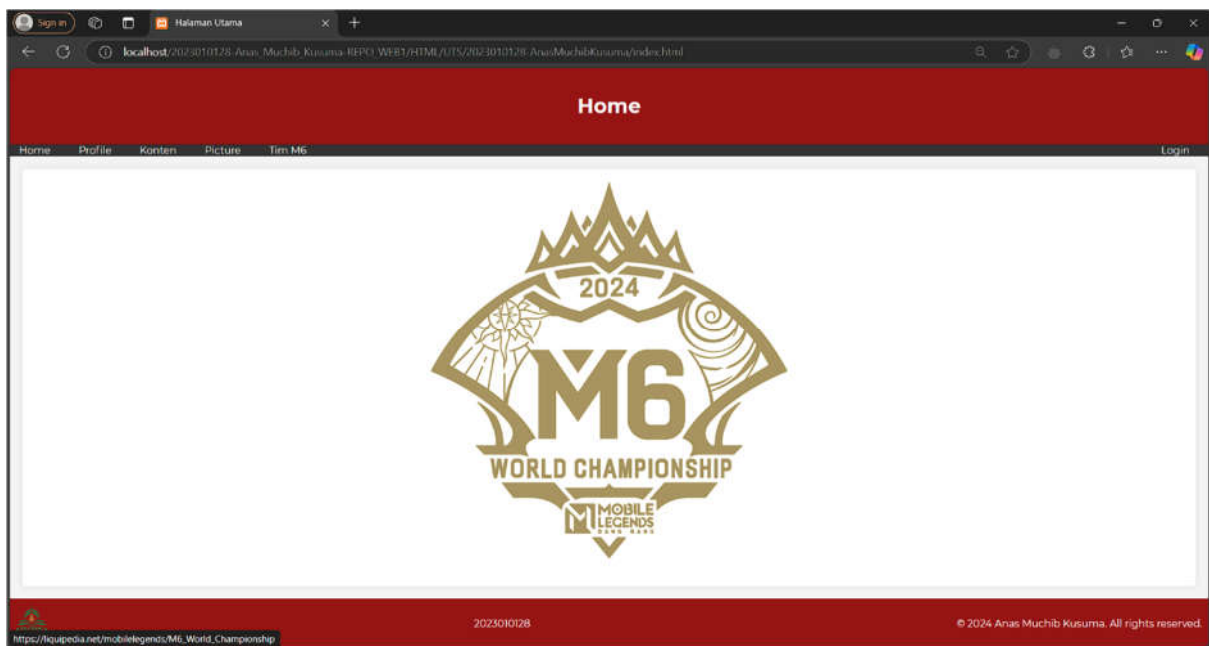 Sign in
Halaman Utama
localhost/2023010128-Anas_Muchib_Kusuma-REPO_WEB1/HTML/UTS/2023010128-AnasMuchibKusuma/index.html
Home
Home Profile Konten Picture Tim M6 Login
2024
M6
WORLD CHAMPIONSHIP
MOBILE
LEGENDS
BANG BANG
2023010128 © 2024 Anas Muchib Kusuma. All rights reserved.
https://liquipedia.net/mobilelegends/M6_World_Championship